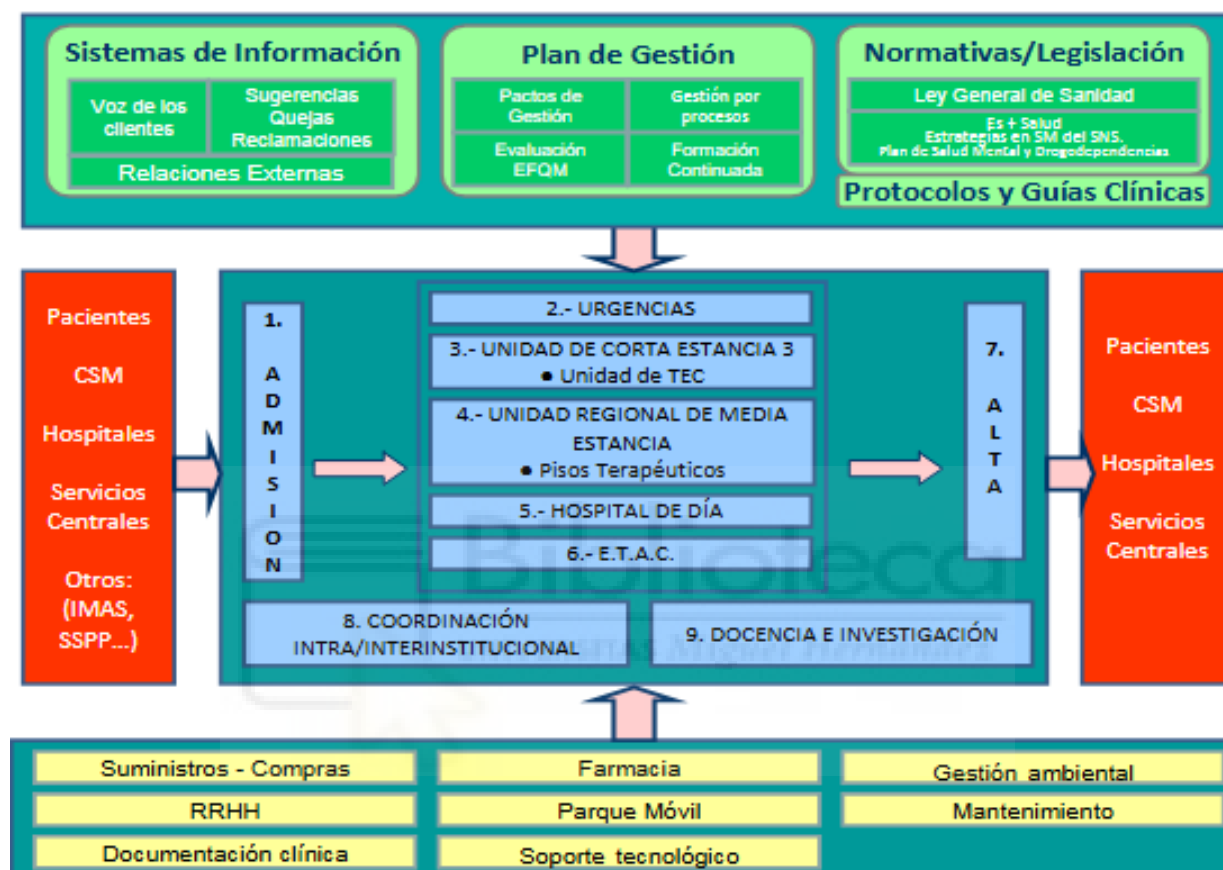 Sistemas de Información
Voz de los
clientes
Sugerencias
Quejas
Reclamaciones
Relaciones Externas
Plan de Gestión
Pactos de
Gestión
Gestión por
procesos
Evaluación
EFQM
Formación
Continuada
Normativas/Legislación
Ley General de Sanidad
Es + Salud
Estrategias en SM del SNS.
Plan de Salud Mental y Drogodependencias
Protocolos y Guías Clínicas
Pacientes
CSM
Hospitales
Servicios
Centrales
Otros:
(IMAS,
SSPP...)
1.
A
D
M
I
S
I
O
N
2.- URGENCIAS
3.- UNIDAD DE CORTA ESTANCIA 3
● Unidad de TEC
4.- UNIDAD REGIONAL DE MEDIA
ESTANCIA
● Pisos Terapéuticos
5.- HOSPITAL DE DÍA
6.- E.T.A.C.
7.
A
L
T
A
8. COORDINACIÓN
INTRA/INTERINSTITUCIONAL
9. DOCENCIA E INVESTIGACIÓN
Pacientes
CSM
Hospitales
Servicios
Centrales
Biblioteca
UNIVERSITAS Miguel Hernández
Suministros - Compras
Farmacia
Gestión ambiental
RRHH
Parque Móvil
Mantenimiento
Documentación clínica
Soporte tecnológico